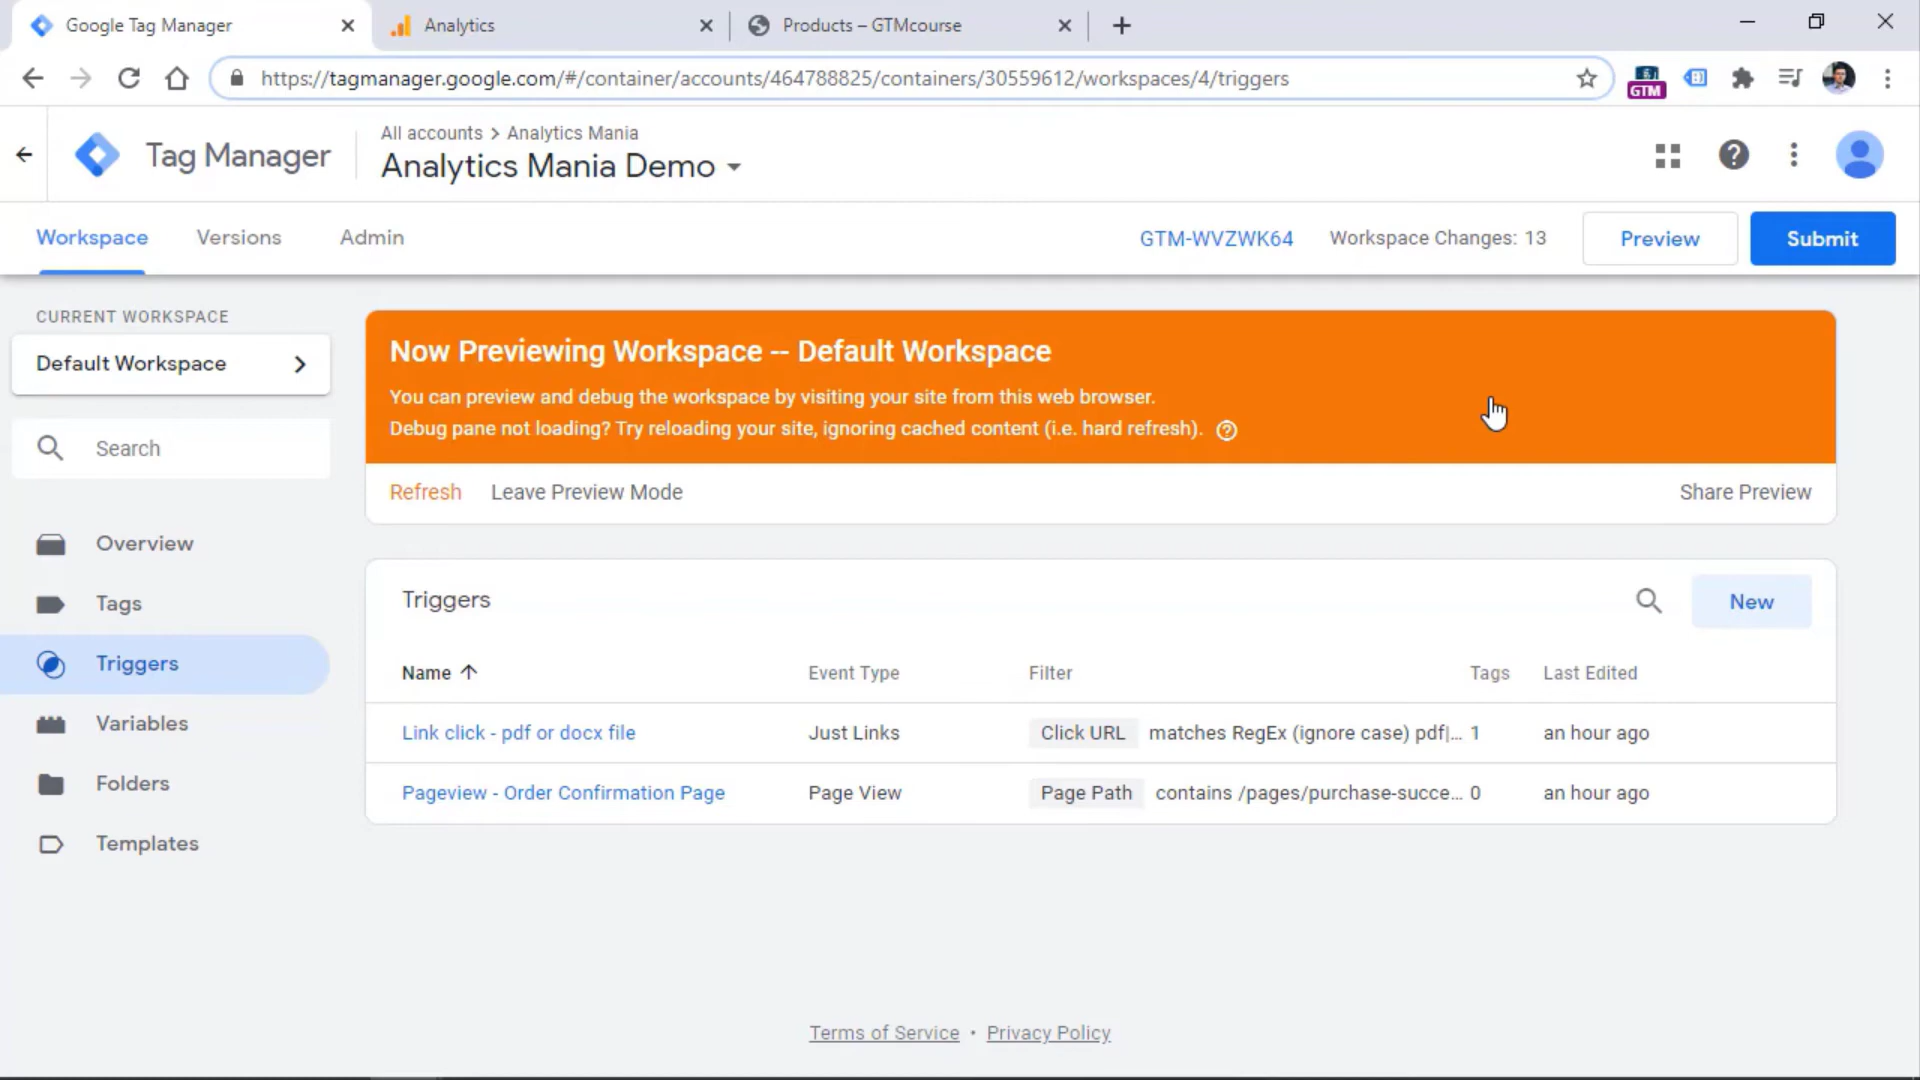 Google Tag Manager
Analytics
Products – GTMcourse
https://tagmanager.google.com/#/container/accounts/464788825/containers/30559612/workspaces/4/triggers
GTM
Tag Manager
All accounts > Analytics Mania
Analytics Mania Demo
Workspace
Versions
Admin
GTM-WVZWK64
Workspace Changes: 13
Preview
Submit
CURRENT WORKSPACE
Default Workspace
Search
Overview
Tags
Triggers
Variables
Folders
Templates
Now Previewing Workspace -- Default Workspace
You can preview and debug the workspace by visiting your site from this web browser.
Debug pane not loading? Try reloading your site, ignoring cached content (i.e. hard refresh).
Refresh
Leave Preview Mode
Share Preview
Triggers
New
Name Event Type Filter Tags Last Edited
Link click - pdf or docx file Just Links Click URL matches RegEx (ignore case) pdf|... 1 an hour ago
Pageview - Order Confirmation Page Page View Page Path contains /pages/purchase-succe... 0 an hour ago
Terms of Service • Privacy Policy